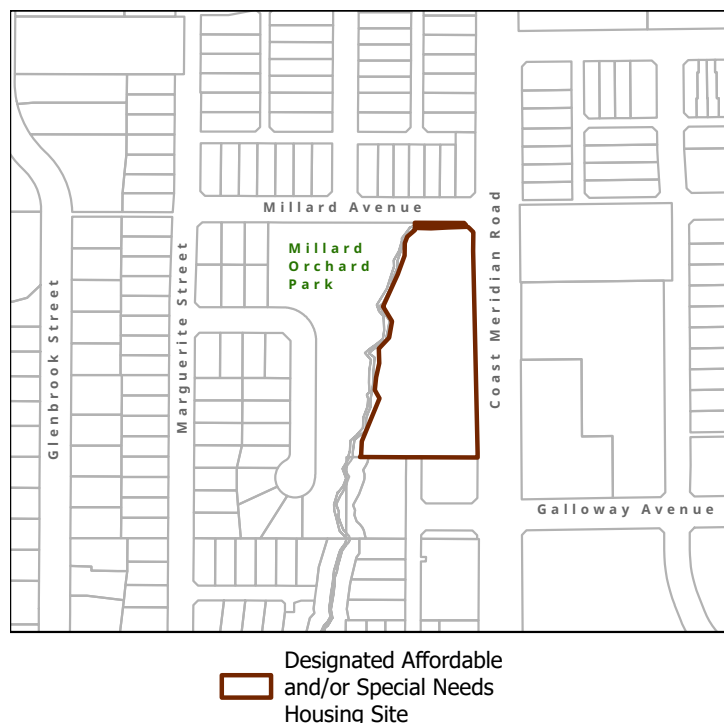 Millard Avenue
Millard
Orchard
Park
Coast Meridian Road
Marguerite Street
Glenbrook Street
Galloway Avenue
Designated Affordable
and/or Special Needs
Housing Site